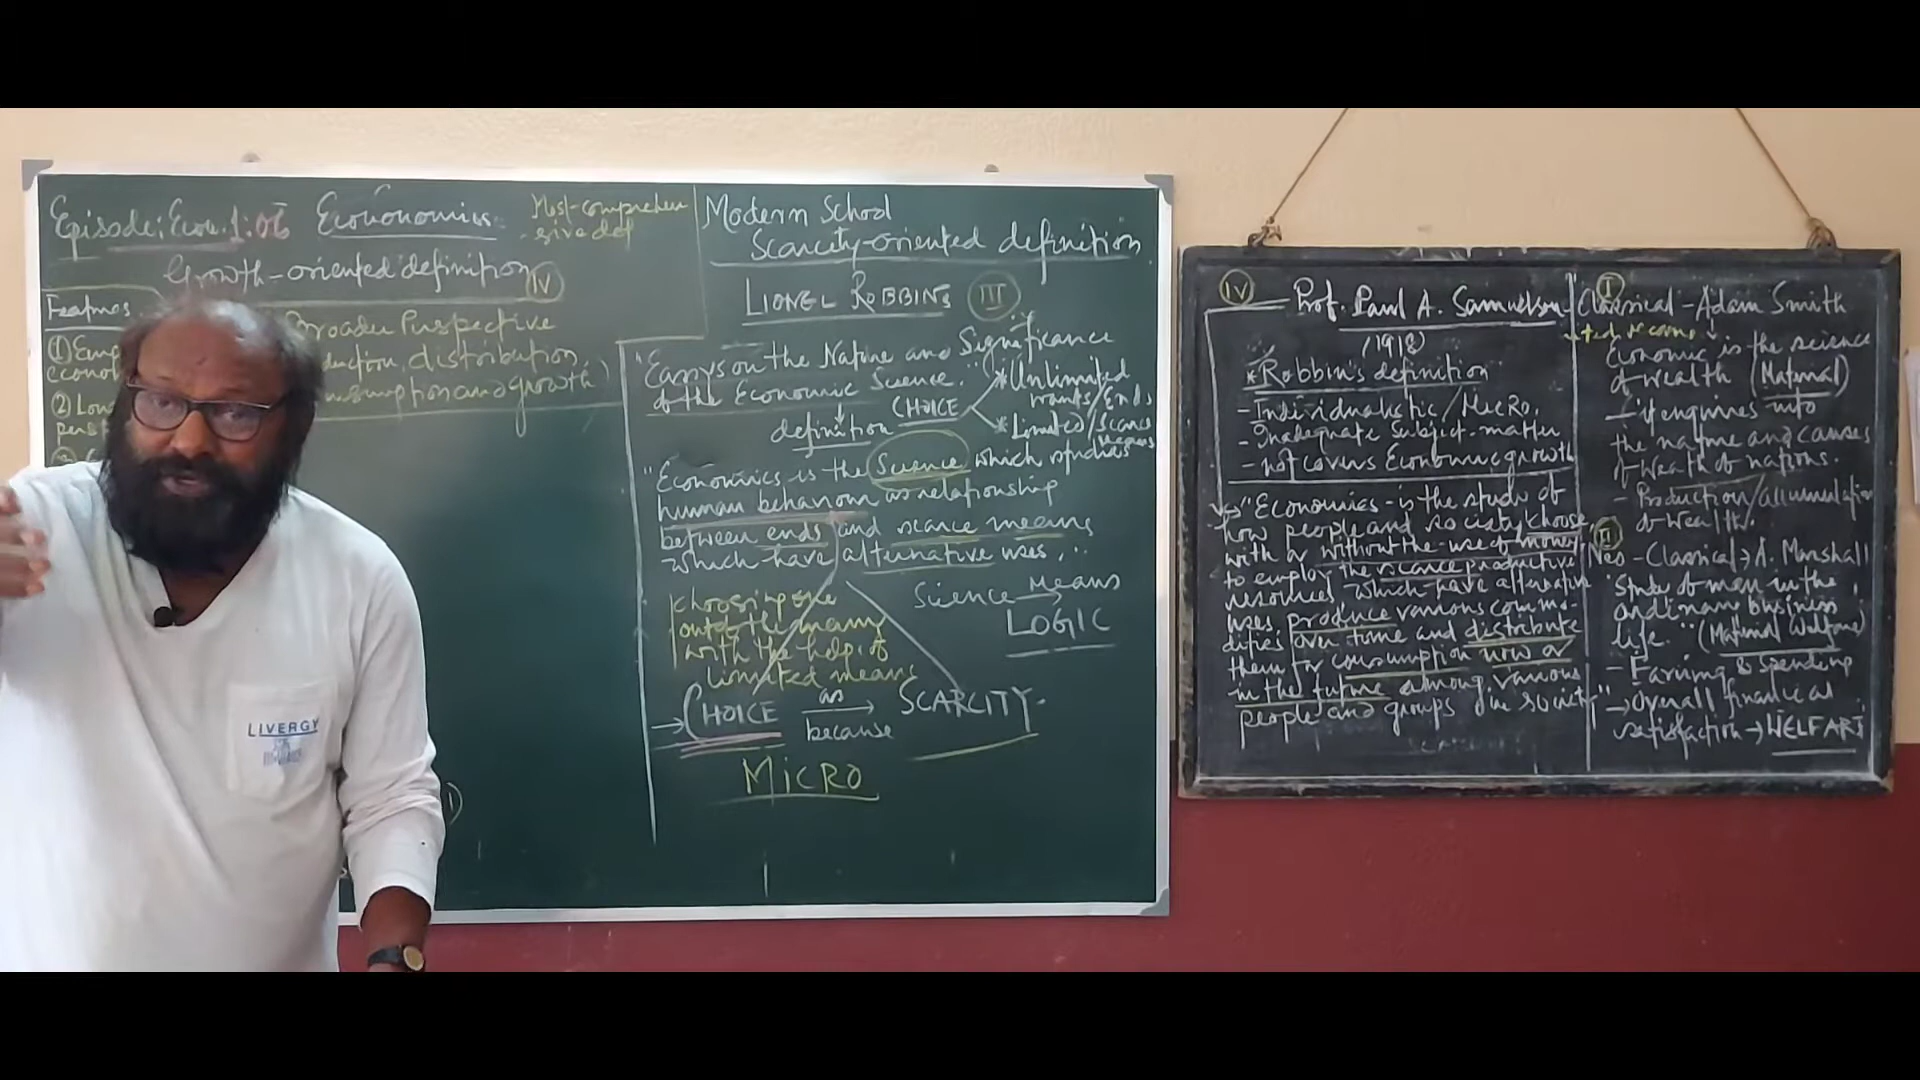 Episode: Econ. 1:06 Econonomics
Most-comprehen
-sive def
Growth-oriented definition IV
Features
Broader Perspective
duction, distribution,
sumption and growth)
(1) Emp
econo
(2) Lon
persp
Modern School
Scarcity-oriented definition
LIONEL ROBBINS III
"Essays on the Nature and Significance
of the Economic Science."
CHOICE
* Unlimited
wants/Ends
* Limited/Scarce
Means
definition
"Economics is the Science which studies
human behaviour as relationship
between ends and scarce means
which have alternative uses."
Science Means
LOGIC
choosing one
out of the many
with the help of
limited means
CHOICE as because SCARCITY.
MICRO
IV Prof. Paul A. Samuelson
(1918)
* Robbin's definition
- Individualistic/Micro.
- Inadequate Subject-matter
- not covers Economic growth
"Economics is the study of
how people and society choose,
with or without the use of money
to employ the scarce productive
resources which have alternative
uses, produce various commo-
dities over time and distribute
them for consumption now or
in the future among various
people and groups in society"
I
Classical - Adam Smith
Economic is the science
of wealth (Material)
- it enquires into
the nature and causes
of wealth of nations.
- Production/accumulation
of wealth.
II
Neo-Classical → A. Marshall
"Study of man in the
ordinary business
life." (Material Welfare)
- Earning & Spending
→ overall financial
satisfaction → WELFARE
LIVERGY